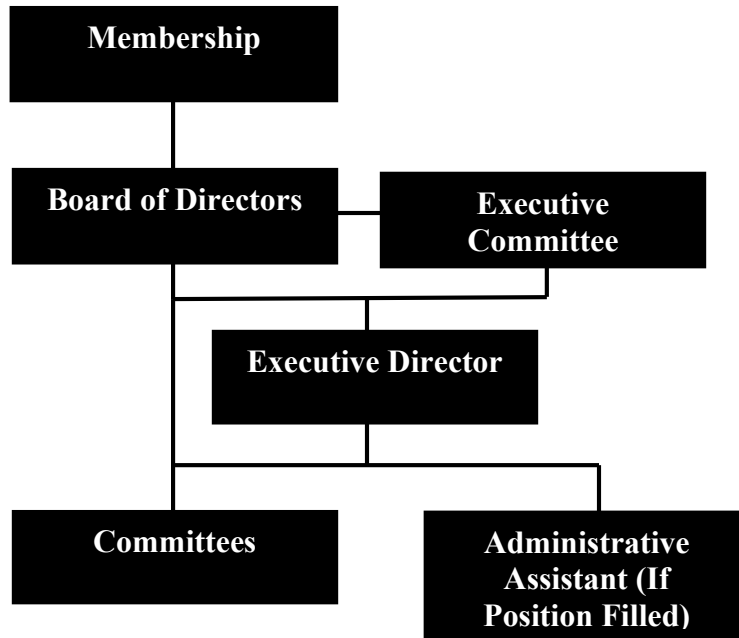 Membership
Board of Directors
Executive
Committee
Executive Director
Committees
Administrative
Assistant (If
Position Filled)